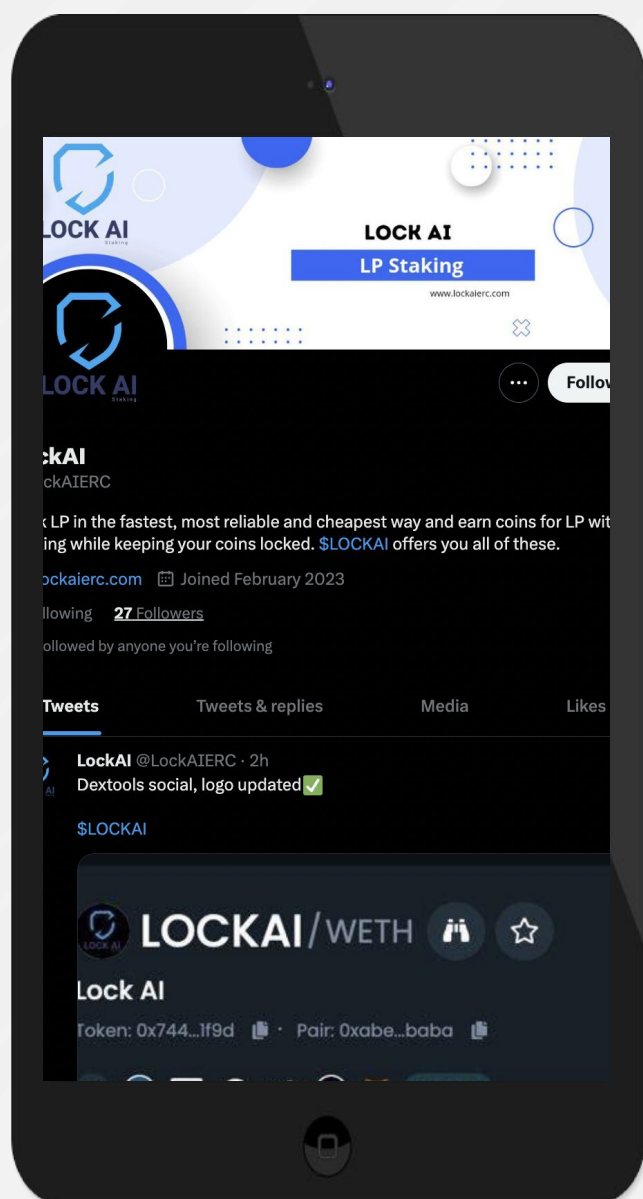 LOCK AI
Staking
LOCK AI
LP Staking
www.lockaierc.com
LOCK AI
Staking
Follow
ckAI
ckAIERC
k LP in the fastest, most reliable and cheapest way and earn coins for LP wit
ing while keeping your coins locked. $LOCKAI offers you all of these.
ockaierc.com Joined February 2023
llowing 27 Followers
ollowed by anyone you're following
Tweets Tweets & replies Media Likes
LockAI @LockAIERC · 2h
AI
Dextools social, logo updated✅
$LOCKAI
LOCK AI
LOCKAI/WETH
Lock AI
Token: 0x744...1f9d · Pair: 0xabe...baba